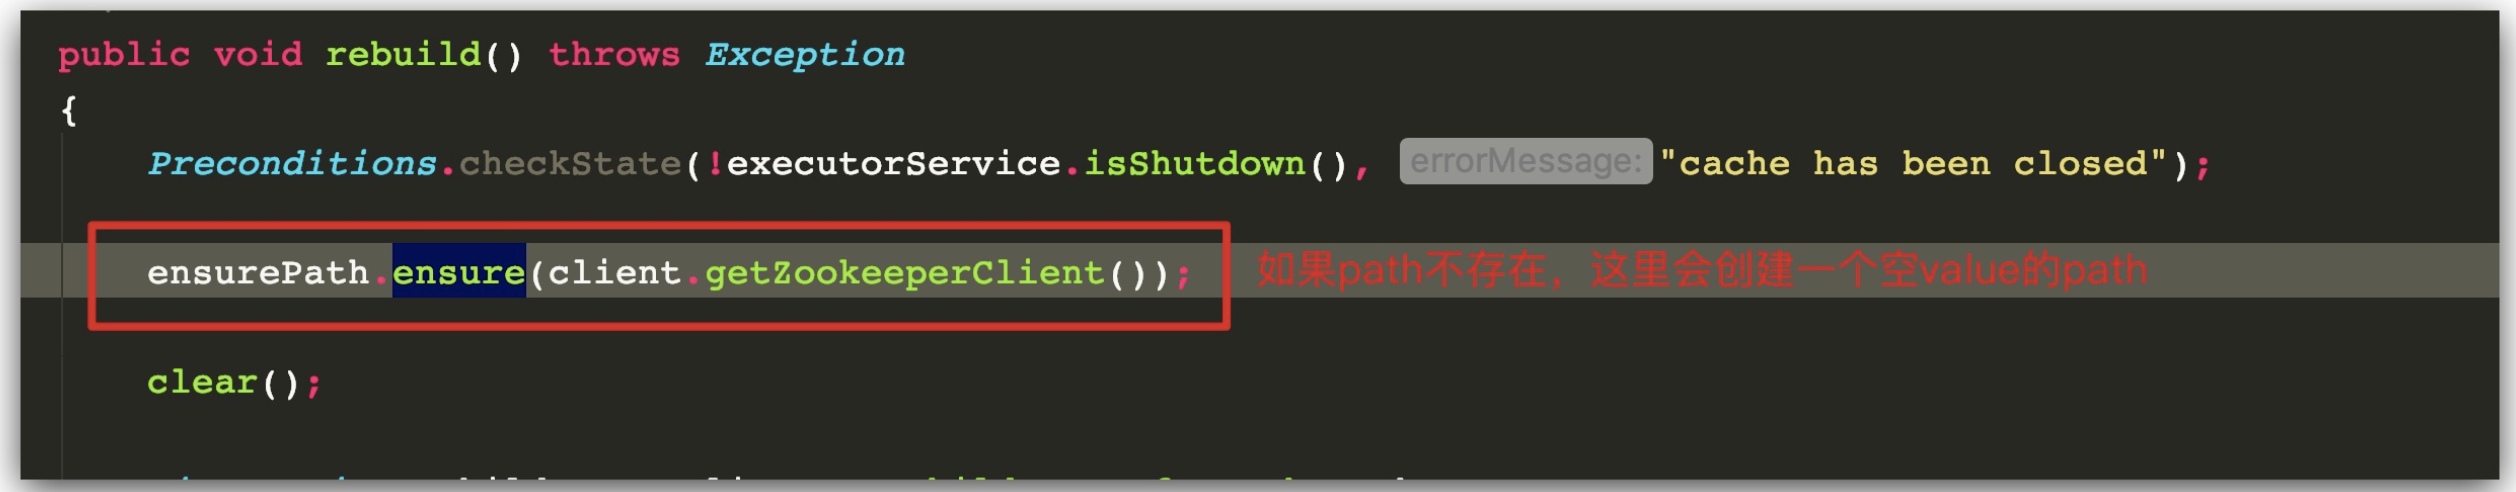 public void rebuild() throws Exception
{
Preconditions.checkState(!executorService.isShutdown(), errorMessage: "cache has been closed");
ensurePath.ensure(client.getZookeeperClient()); 如果path不存在，这里会创建一个空value的path
clear();